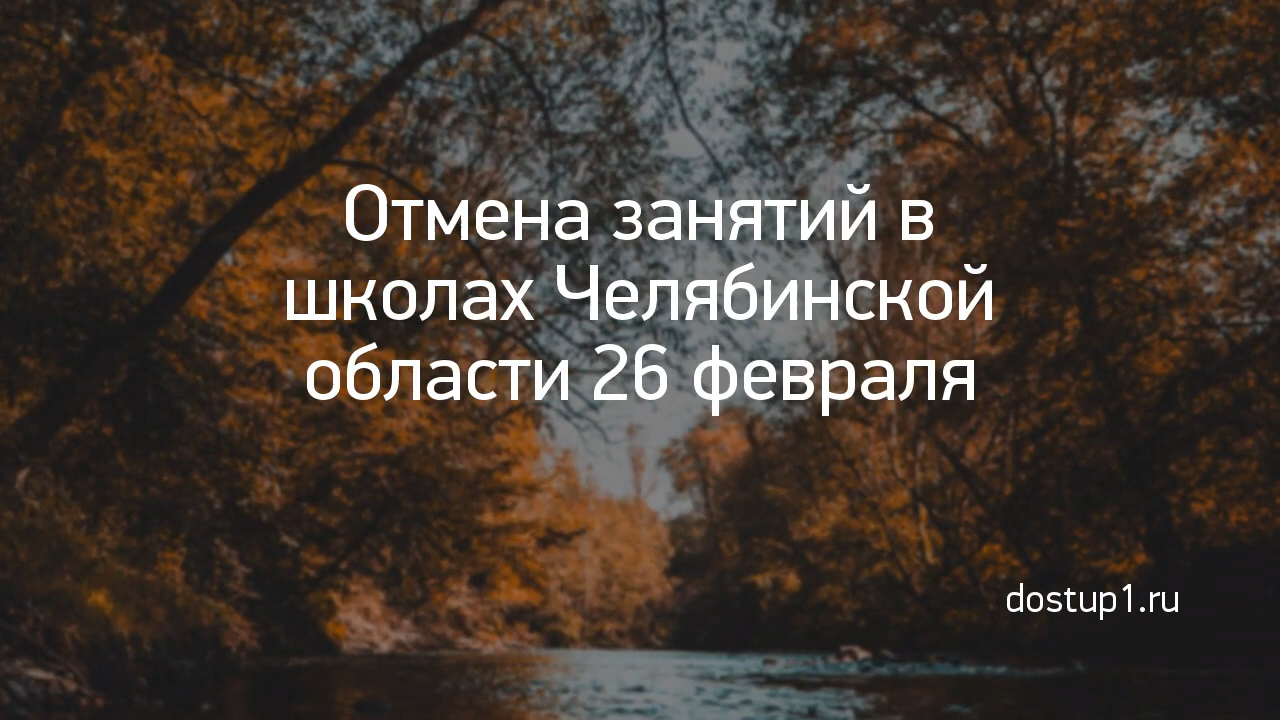 Отмена занятий в
школах Челябинской
области 26 февраля
dostup1.ru